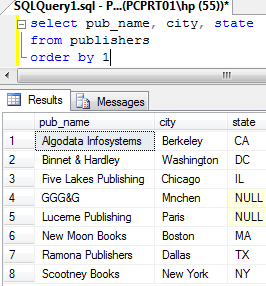 SQLQuery1.sql - P...(PCPRT01\hp (55))*
select pub_name, city, state
from publishers
order by 1
Results Messages
pub_name city state
1 Algodata Infosystems Berkeley CA
2 Binnet & Hardley Washington DC
3 Five Lakes Publishing Chicago IL
4 GGG&G Mnchen NULL
5 Lucerne Publishing Paris NULL
6 New Moon Books Boston MA
7 Ramona Publishers Dallas TX
8 Scootney Books New York NY